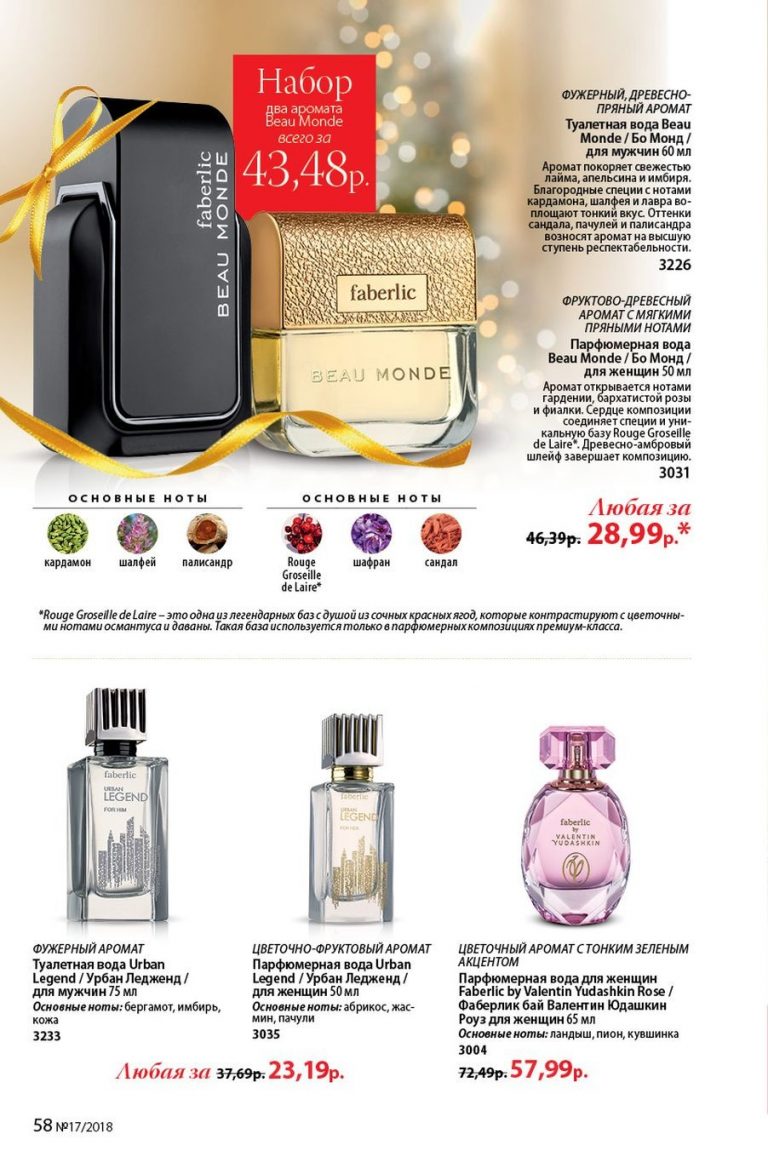 Набор
два аромата
Beau Monde
всего за
43,48р.
faberlic
BEAU MONDE
faberlic
BEAU MONDE
ФУЖЕРНЫЙ, ДРЕВЕСНО-
ПРЯНЫЙ АРОМАТ
Туалетная вода Beau
Monde / Бо Монд /
для мужчин 60 мл
Аромат покоряет свежестью
лайма, апельсина и имбиря.
Благородные специи с нотами
кардамона, шалфея и лавра во-
площают тонкий вкус. Оттенки
сандала, пачулей и палисандра
возносят аромат на высшую
ступень респектабельности.
3226
ФРУКТОВО-ДРЕВЕСНЫЙ
АРОМАТ С МЯГКИМИ
ПРЯНЫМИ НОТАМИ
Парфюмерная вода
Beau Monde / Бо Монд /
для женщин 50 мл
Аромат открывается нотами
гардении, бархатистой розы
и фиалки. Сердце композиции
соединяет специи и уни-
кальную базу Rouge Groseille
de Laire*. Древесно-амбровый
шлейф завершает композицию.
3031
Любая за
46,39р. 28,99р.*
ОСНОВНЫЕ НОТЫ
кардамон шалфей палисандр
ОСНОВНЫЕ НОТЫ
Rouge
Groseille
de Laire*
шафран сандал
*Rouge Groseille de Laire – это одна из легендарных баз с душой из сочных красных ягод, которые контрастируют с цветочны-
ми нотами османтуса и даваны. Такая база используется только в парфюмерных композициях премиум-класса.
faberlic
URBAN
LEGEND
FOR HIM
faberlic
URBAN
LEGEND
FOR HER
faberlic
by
VALENTIN
YUDASHKIN
ФУЖЕРНЫЙ АРОМАТ
Туалетная вода Urban
Legend / Урбан Ледженд /
для мужчин 75 мл
Основные ноты: бергамот, имбирь,
кожа
3233
ЦВЕТОЧНО-ФРУКТОВЫЙ АРОМАТ
Парфюмерная вода Urban
Legend / Урбан Ледженд /
для женщин 50 мл
Основные ноты: абрикос, жас-
мин, пачули
3035
Любая за 37,69р. 23,19р.
ЦВЕТОЧНЫЙ АРОМАТ С ТОНКИМ ЗЕЛЕНЫМ
АКЦЕНТОМ
Парфюмерная вода для женщин
Faberlic by Valentin Yudashkin Rose /
Фаберлик бай Валентин Юдашкин
Роуз для женщин 65 мл
Основные ноты: ландыш, пион, кувшинка
3004
72,49р. 57,99р.
58 №17/2018